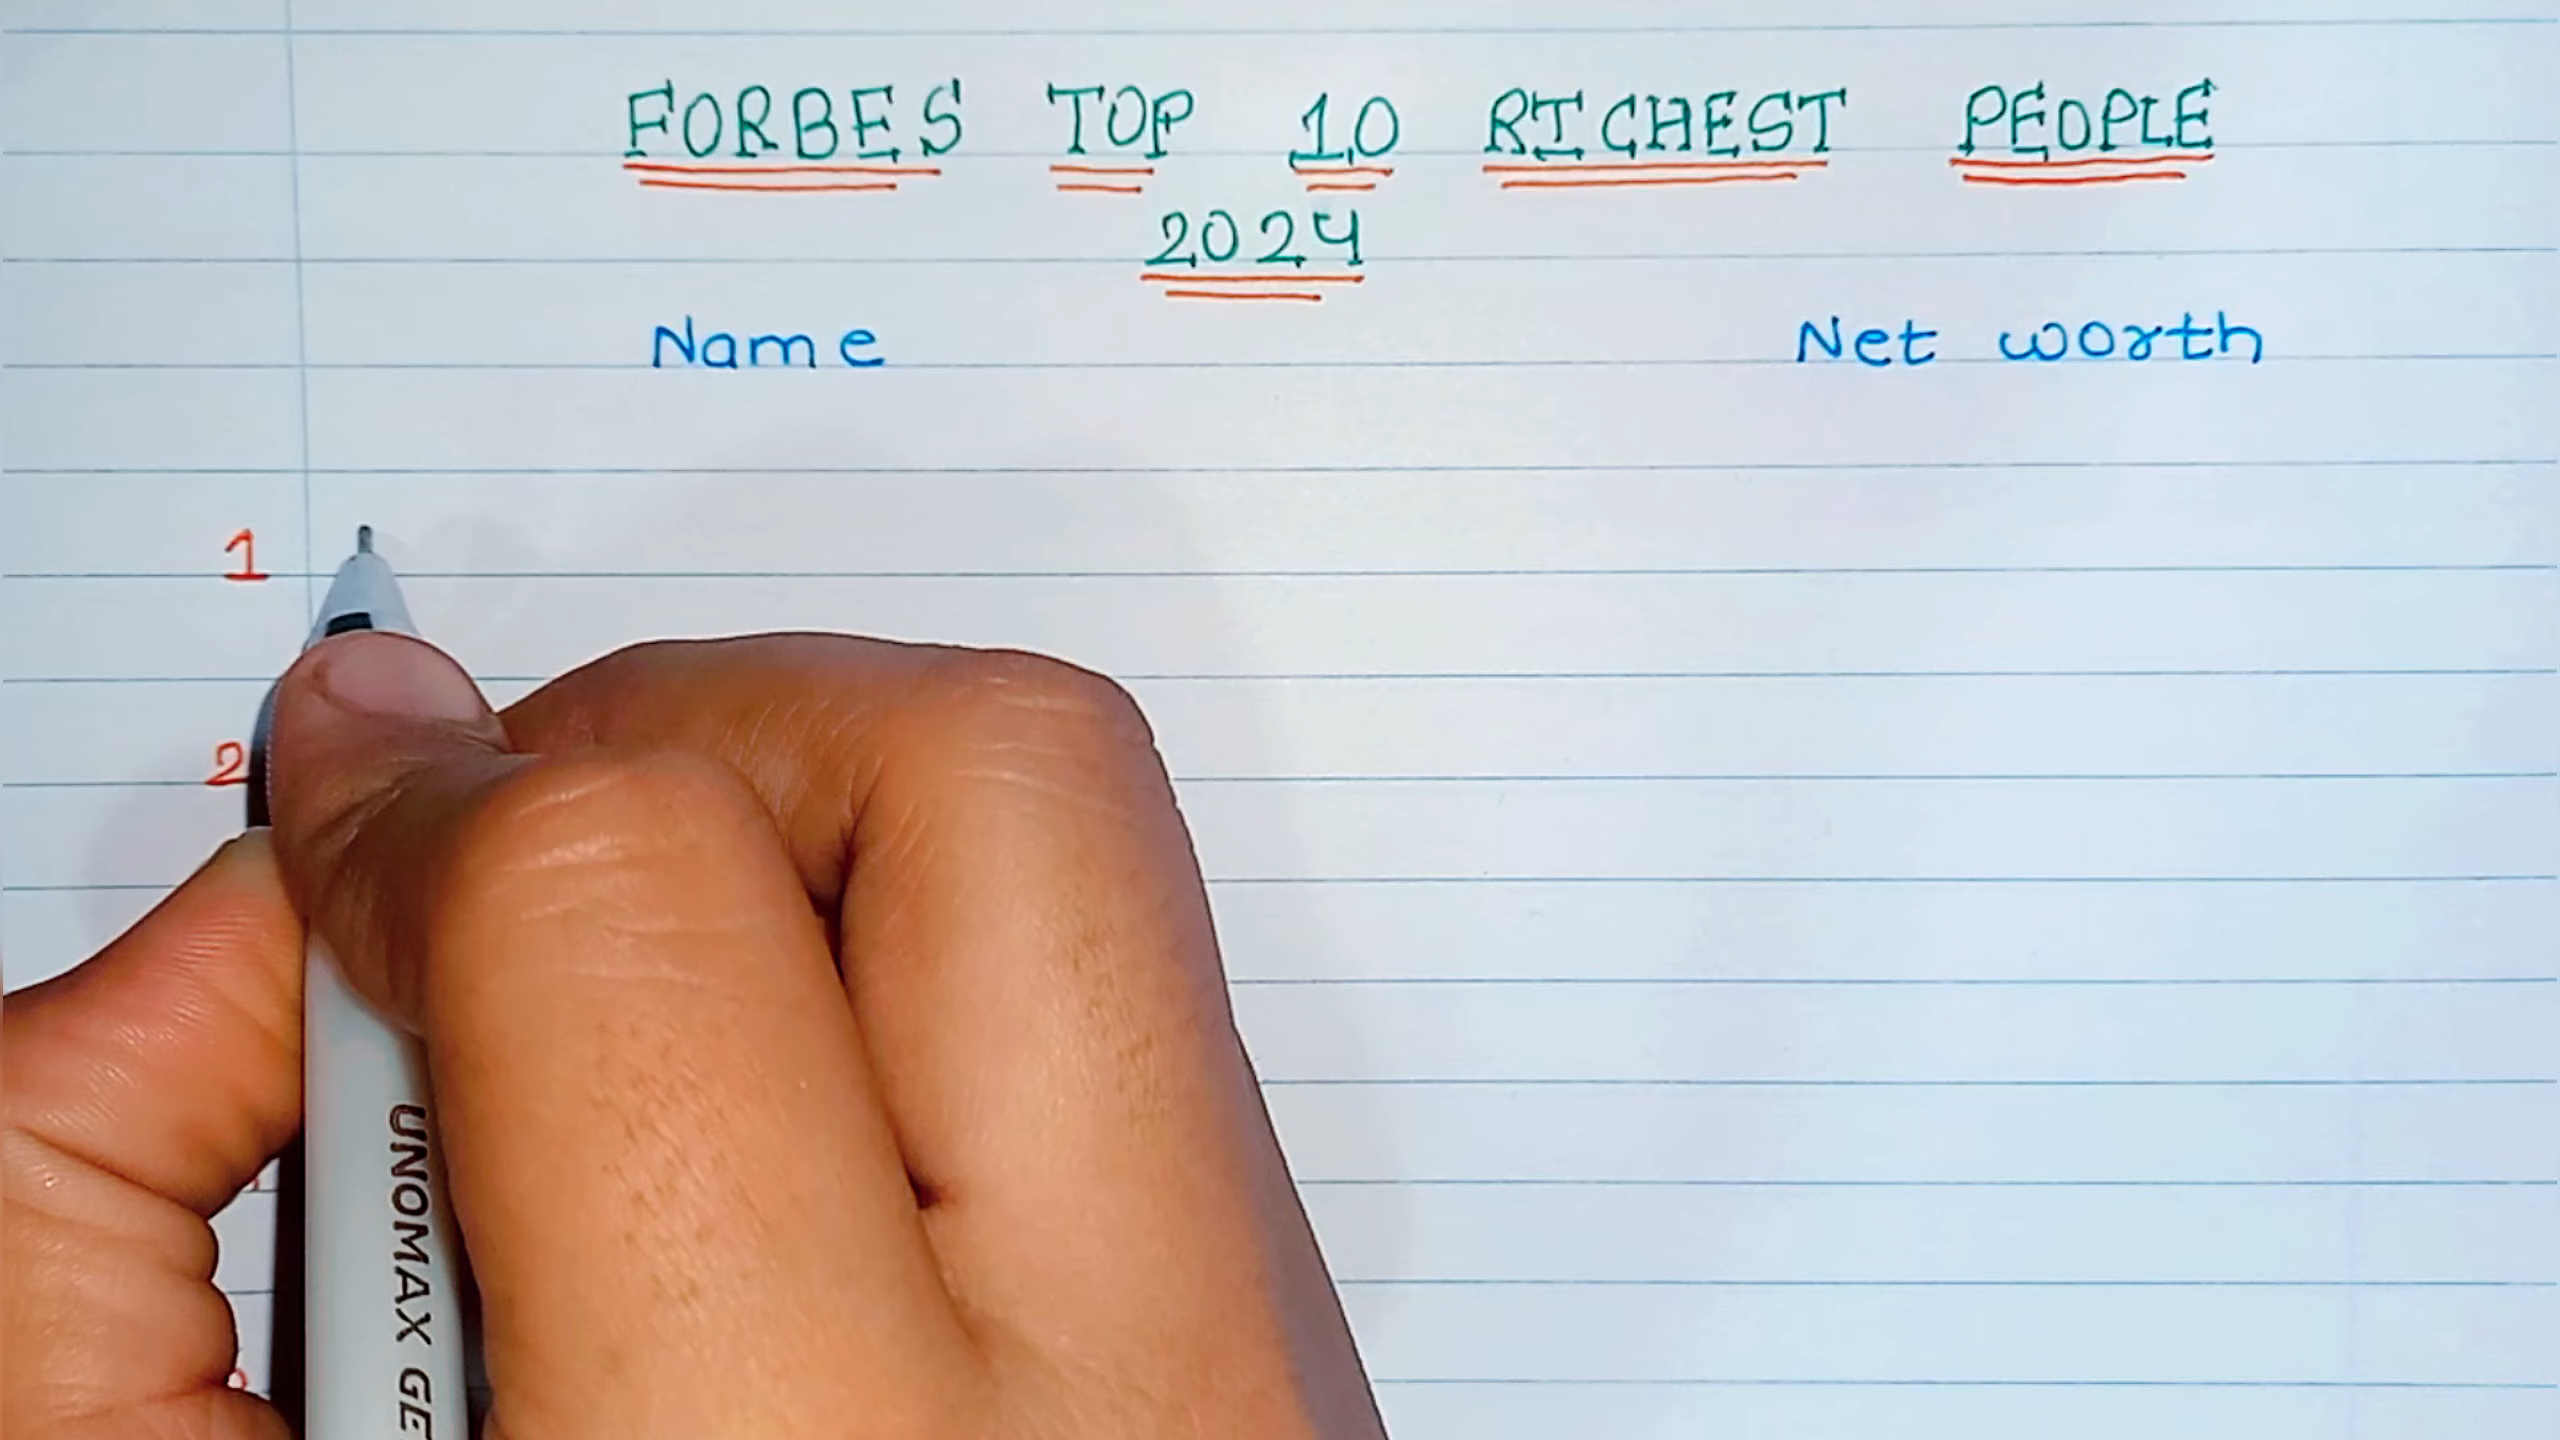 FORBES TOP 10 RICHEST PEOPLE
2024
Name Net worth
1
2
UNOMAX GE